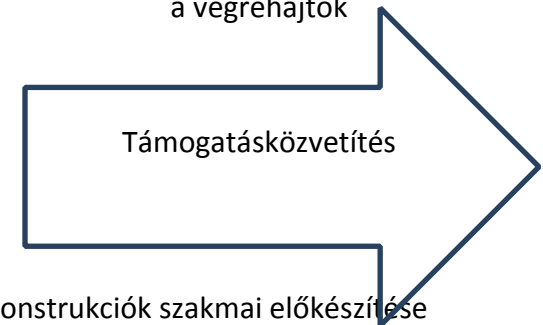 a végrehajtók
Támogatásközvetítés
onstrukciók szakmai előkészítése